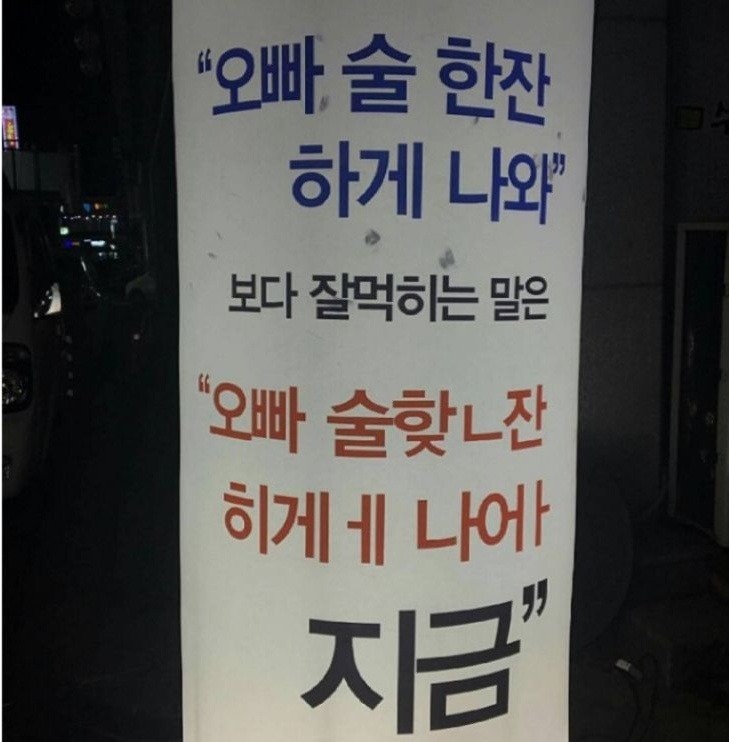 “오빠 술 한잔
하게 나와”
보다 잘먹히는 말은
“오빠 술핮ㄴ잔
히게ㅔ 나어ㅏ
지금”